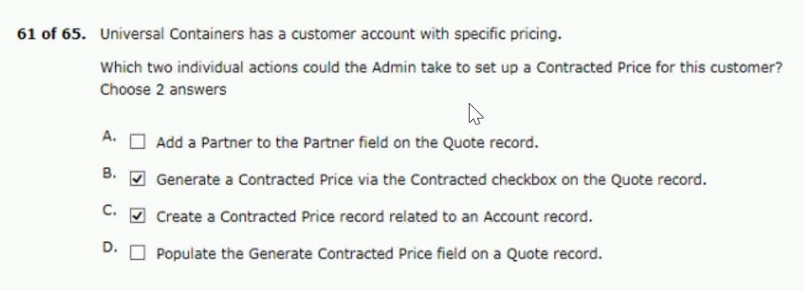 61 of 65. Universal Containers has a customer account with specific pricing.
Which two individual actions could the Admin take to set up a Contracted Price for this customer?
Choose 2 answers
A. Add a Partner to the Partner field on the Quote record.
B. Generate a Contracted Price via the Contracted checkbox on the Quote record.
C. Create a Contracted Price record related to an Account record.
D. Populate the Generate Contracted Price field on a Quote record.